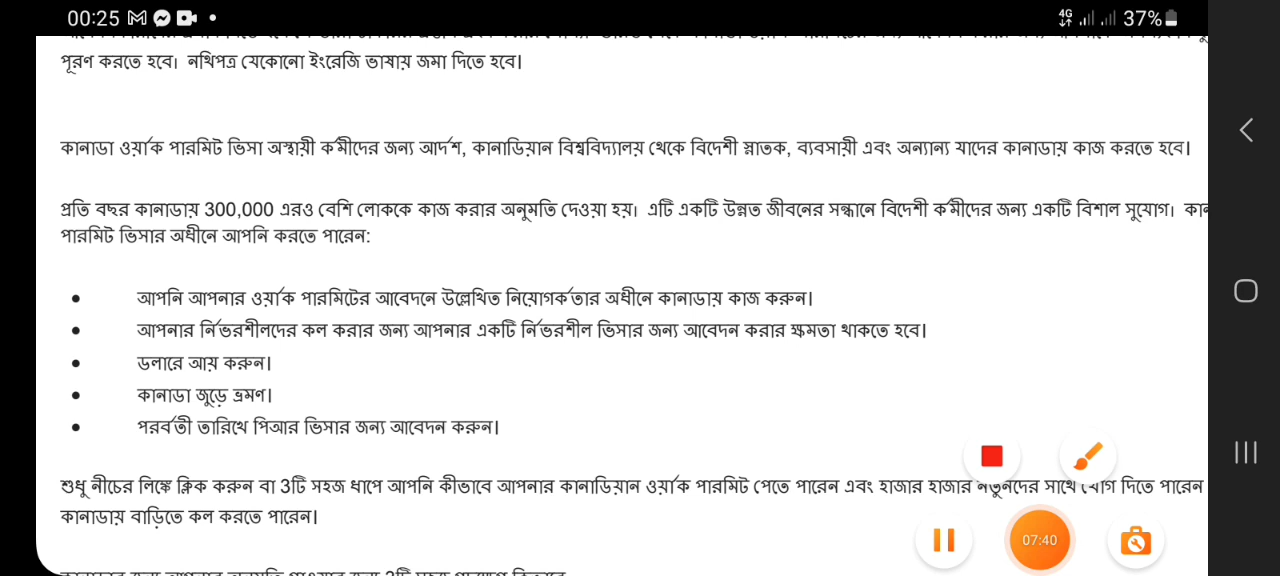 00:25
4G 37%
পূরণ করতে হবে। নথিপত্র যেকোনো ইংরেজি ভাষায় জমা দিতে হবে।
কানাডা ওয়ার্ক পারমিট ভিসা অস্থায়ী কর্মীদের জন্য আদর্শ, কানাডিয়ান বিশ্ববিদ্যালয় থেকে বিদেশী স্নাতক, ব্যবসায়ী এবং অন্যান্য যাদের কানাডায় কাজ করতে হবে।
প্রতি বছর কানাডায় 300,000 এরও বেশি লোককে কাজ করার অনুমতি দেওয়া হয়। এটি একটি উন্নত জীবনের সন্ধানে বিদেশী কর্মীদের জন্য একটি বিশাল সুযোগ।
পারমিট ভিসার অধীনে আপনি করতে পারেন:
• আপনি আপনার ওয়ার্ক পারমিটের আবেদনে উল্লেখিত নিয়োগকর্তার অধীনে কানাডায় কাজ করুন।
• আপনার নির্ভরশীলদের কল করার জন্য আপনার একটি নির্ভরশীল ভিসার জন্য আবেদন করার ক্ষমতা থাকতে হবে।
• ডলারে আয় করুন।
• কানাডা জুড়ে ভ্রমণ।
• পরবর্তী তারিখে পিআর ভিসার জন্য আবেদন করুন।
শুধু নীচের লিঙ্কে ক্লিক করুন বা 3টি সহজ ধাপে আপনি কীভাবে আপনার কানাডিয়ান ওয়ার্ক পারমিট পেতে পারেন এবং হাজার হাজার নতুনদের সাথে যোগ দিতে পারেন
কানাডায় বাড়িতে কল করতে পারেন।
07:40